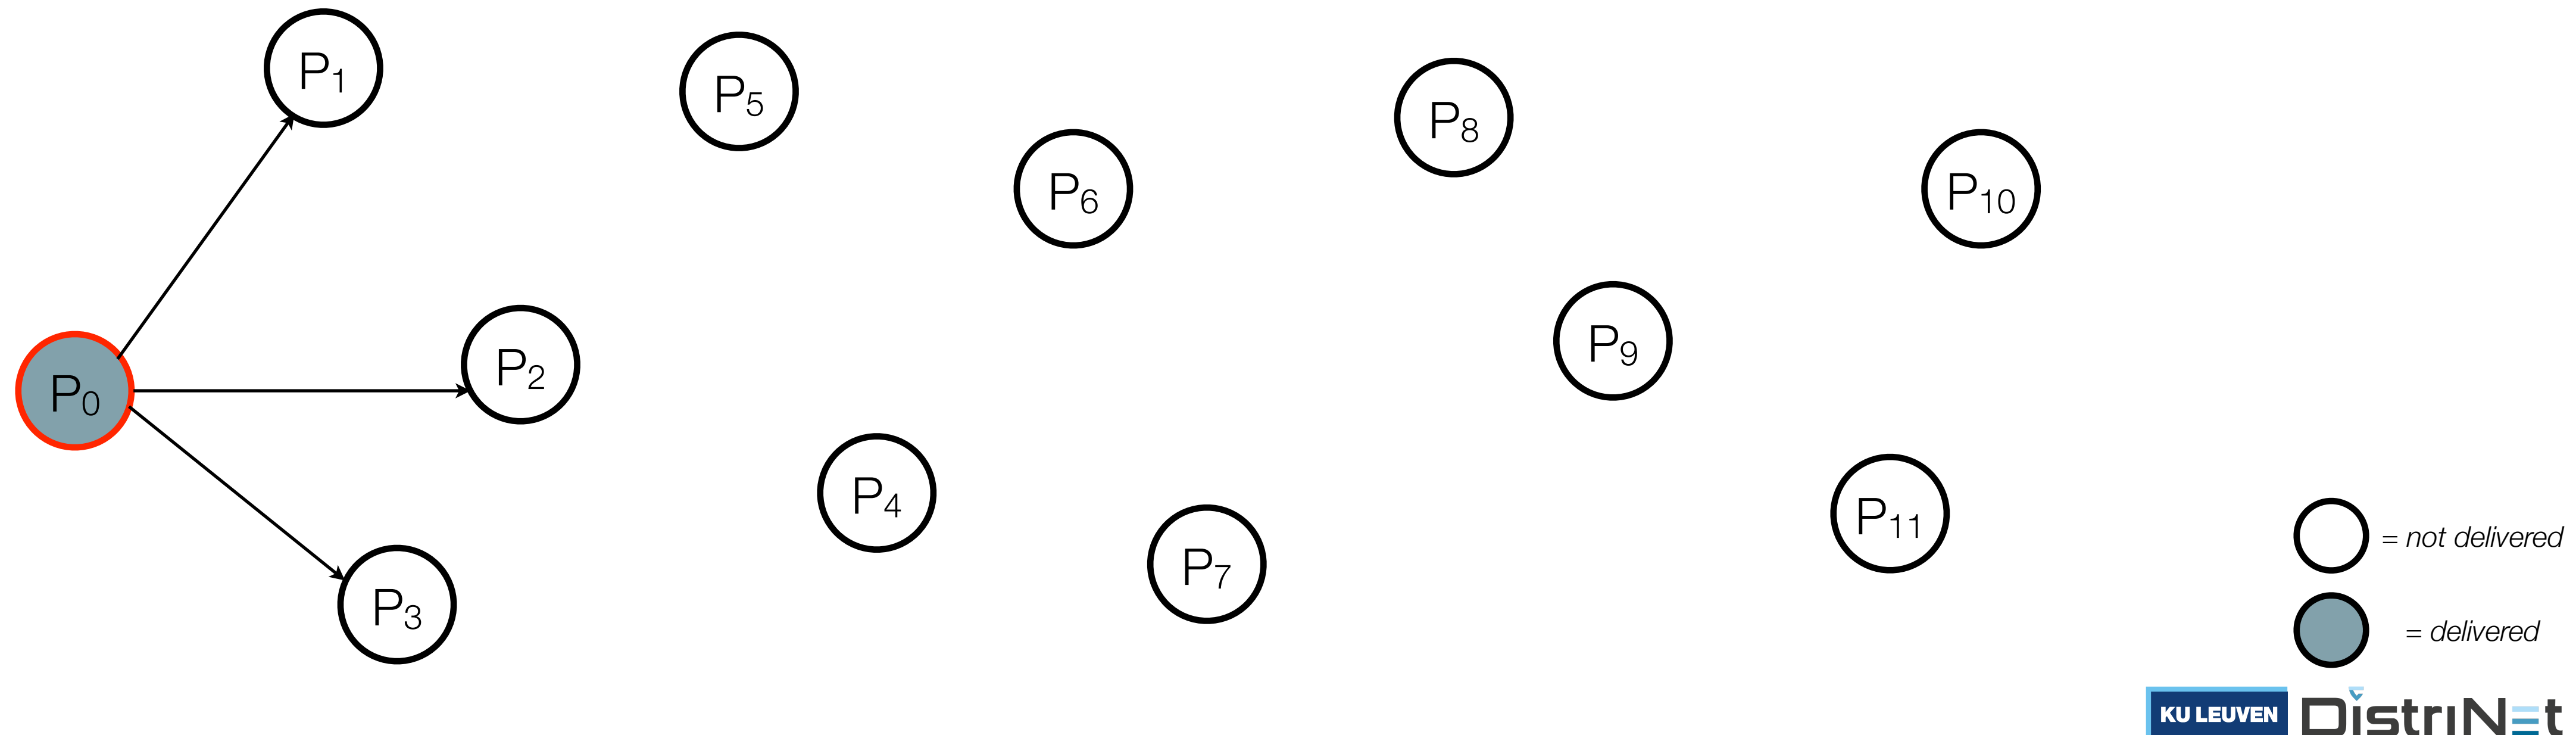 P1
P5
P8
P6
P10
P9
P2
P0
P4
P11
P7
P3
= not delivered
= delivered
KU LEUVEN DistriNet